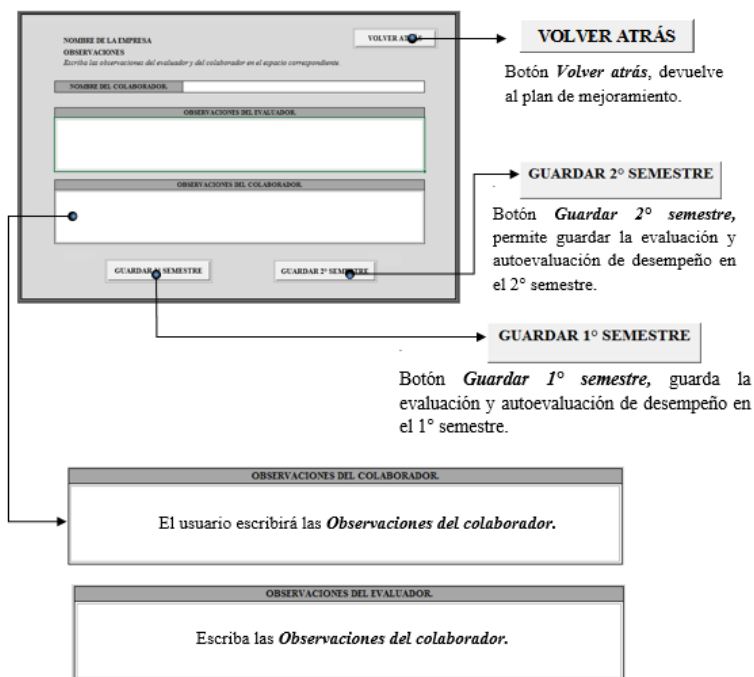 NOMBRE DE LA EMPRESA
OBSERVACIONES
Escriba las observaciones del evaluador y del colaborador en el espacio correspondiente.
VOLVER ATRÁS
NOMBRE DEL COLABORADOR.
OBSERVACIONES DEL EVALUADOR.
OBSERVACIONES DEL COLABORADOR.
GUARDAR 1° SEMESTRE
GUARDAR 2° SEMESTRE
VOLVER ATRÁS
Botón Volver atrás, devuelve
al plan de mejoramiento.
GUARDAR 2° SEMESTRE
Botón Guardar 2° semestre,
permite guardar la evaluación y
autoevaluación de desempeño en
el 2° semestre.
GUARDAR 1° SEMESTRE
Botón Guardar 1° semestre, guarda la
evaluación y autoevaluación de desempeño en
el 1° semestre.
OBSERVACIONES DEL COLABORADOR.
El usuario escribirá las Observaciones del colaborador.
OBSERVACIONES DEL EVALUADOR.
Escriba las Observaciones del colaborador.